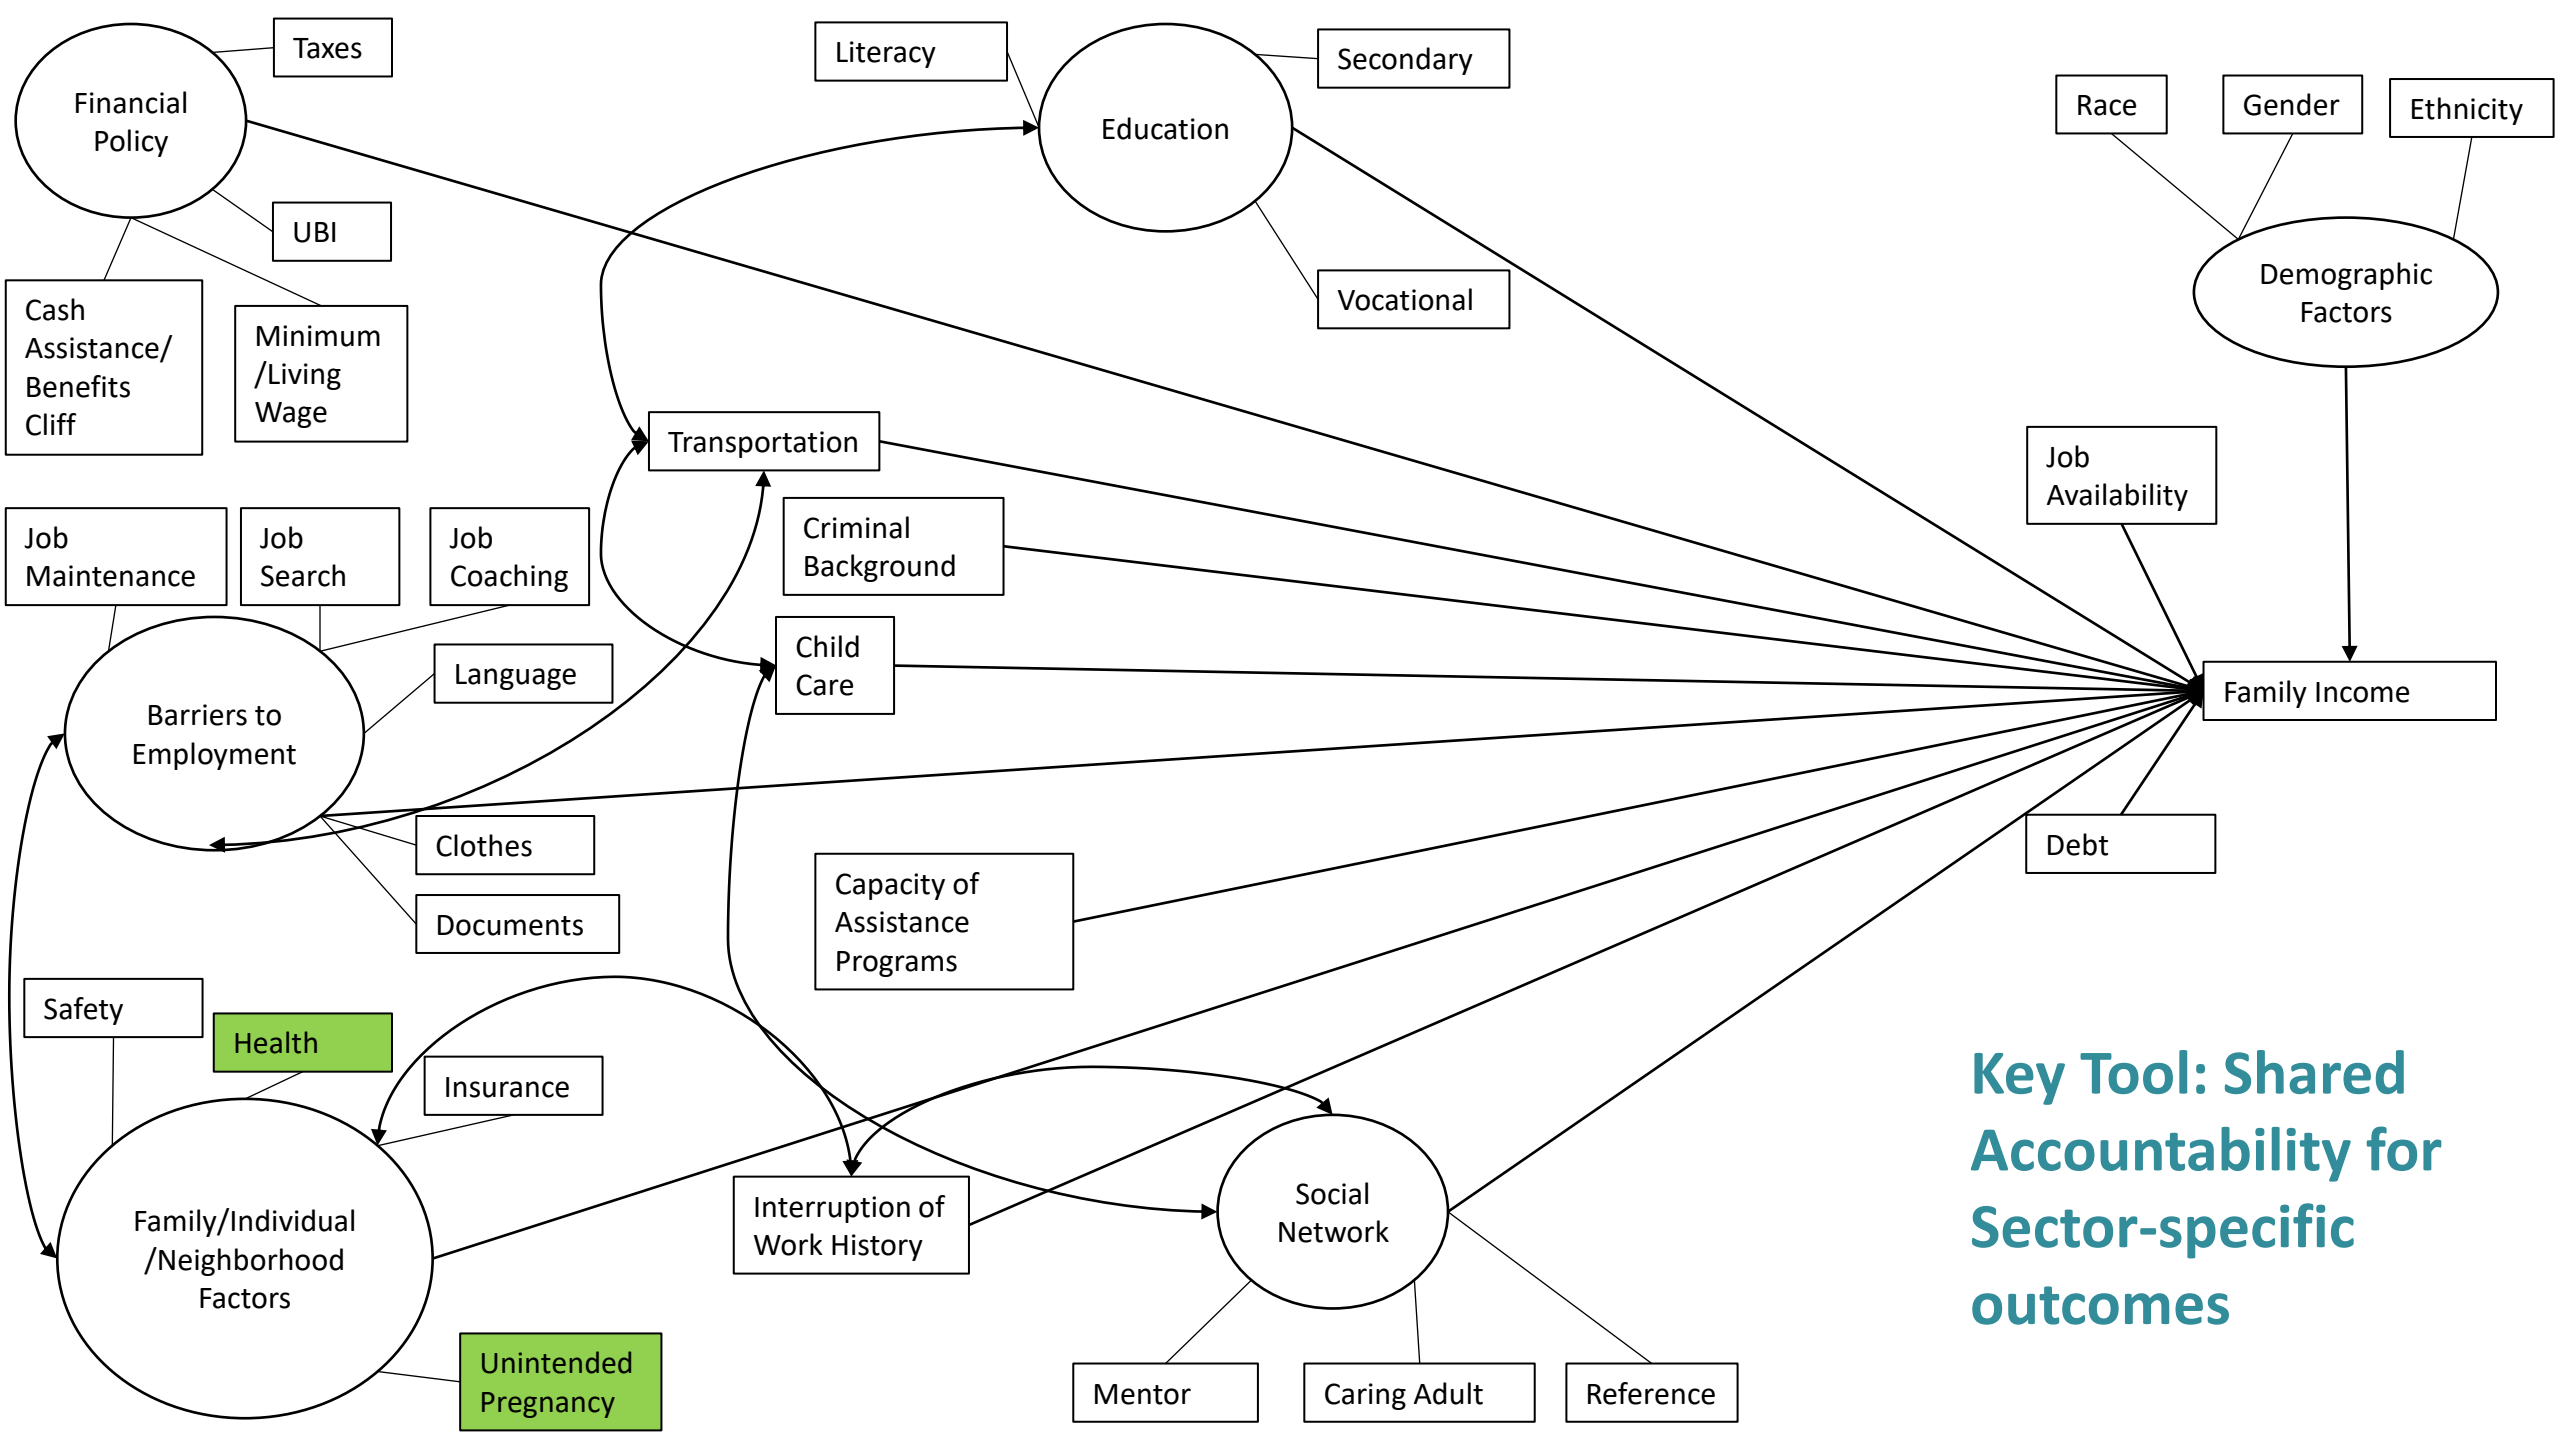 Taxes
Financial
Policy
UBI
Cash
Assistance/
Benefits
Cliff
Minimum
/Living
Wage
Literacy
Education
Secondary
Vocational
Race
Gender
Ethnicity
Demographic
Factors
Transportation
Criminal
Background
Child
Care
Job
Availability
Family Income
Debt
Job
Maintenance
Job
Search
Job
Coaching
Language
Barriers to
Employment
Clothes
Documents
Capacity of
Assistance
Programs
Safety
Health
Insurance
Family/Individual
/Neighborhood
Factors
Unintended
Pregnancy
Interruption of
Work History
Social
Network
Mentor
Caring Adult
Reference
Key Tool: Shared
Accountability for
Sector-specific
outcomes